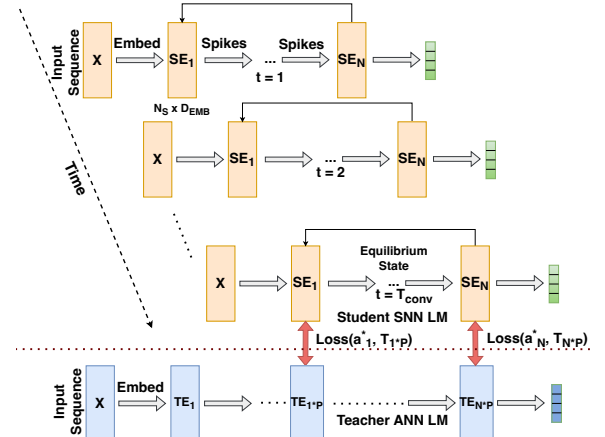 Input Sequence
X
Embed
SE1
Spikes
...
Spikes
SEN
t = 1
NS x DEMB
X
SE1
...
SEN
t = 2
Time
X
SE1
Equilibrium
State
...
SEN
t = Tconv
Student SNN LM
Loss(a*1, T1*P)
Loss(a*N, TN*P)
Input Sequence
X
Embed
TE1
TE1*P
TEN*P
Teacher ANN LM